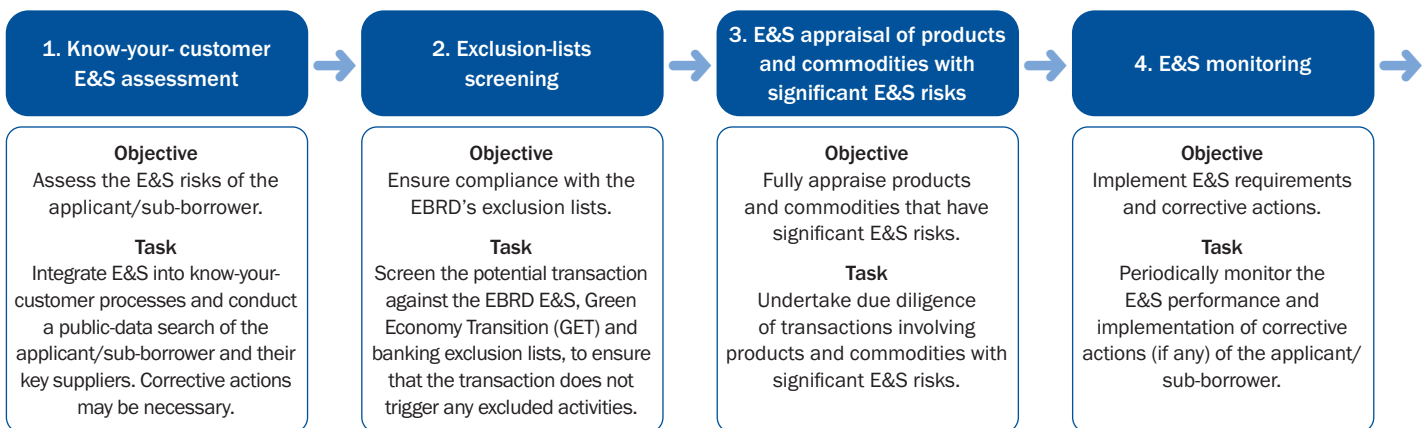 1. Know-your- customer
E&S assessment
Objective
Assess the E&S risks of the
applicant/sub-borrower.
Task
Integrate E&S into know-your-
customer processes and conduct
a public-data search of the
applicant/sub-borrower and their
key suppliers. Corrective actions
may be necessary.
2. Exclusion-lists
screening
Objective
Ensure compliance with the
EBRD’s exclusion lists.
Task
Screen the potential transaction
against the EBRD E&S, Green
Economy Transition (GET) and
banking exclusion lists, to ensure
that the transaction does not
trigger any excluded activities.
3. E&S appraisal of products
and commodities with
significant E&S risks
Objective
Fully appraise products
and commodities that have
significant E&S risks.
Task
Undertake due diligence
of transactions involving
products and commodities with
significant E&S risks.
4. E&S monitoring
Objective
Implement E&S requirements
and corrective actions.
Task
Periodically monitor the
E&S performance and
implementation of corrective
actions (if any) of the applicant/
sub-borrower.